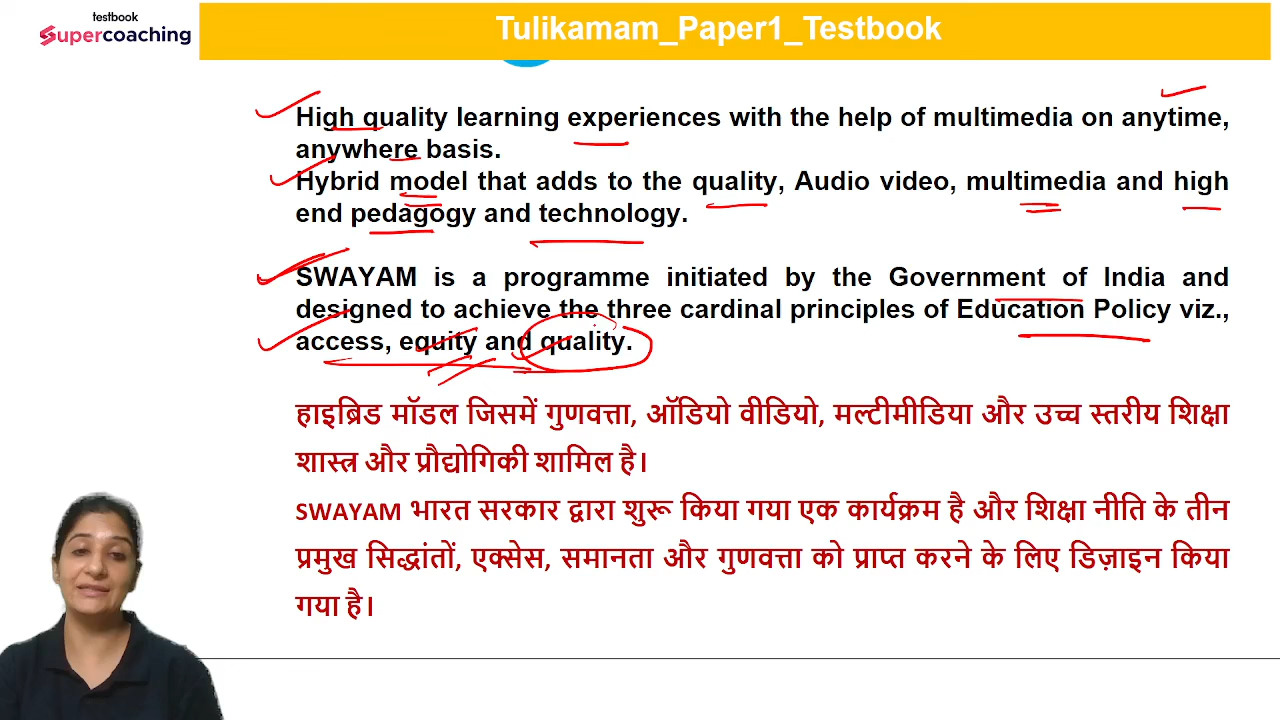 testbook
Supercoaching
Tulikamam_Paper1_Testbook
High quality learning experiences with the help of multimedia on anytime,
anywhere basis.
Hybrid model that adds to the quality, Audio video, multimedia and high
end pedagogy and technology.
SWAYAM is a programme initiated by the Government of India and
designed to achieve the three cardinal principles of Education Policy viz.,
access, equity and quality.
हाइब्रिड मॉडल जिसमें गुणवत्ता, ऑडियो वीडियो, मल्टीमीडिया और उच्च स्तरीय शिक्षा
शास्त्र और प्रौद्योगिकी शामिल है।
SWAYAM भारत सरकार द्वारा शुरू किया गया एक कार्यक्रम है और शिक्षा नीति के तीन
प्रमुख सिद्धांतों, एक्सेस, समानता और गुणवत्ता को प्राप्त करने के लिए डिज़ाइन किया
गया है।